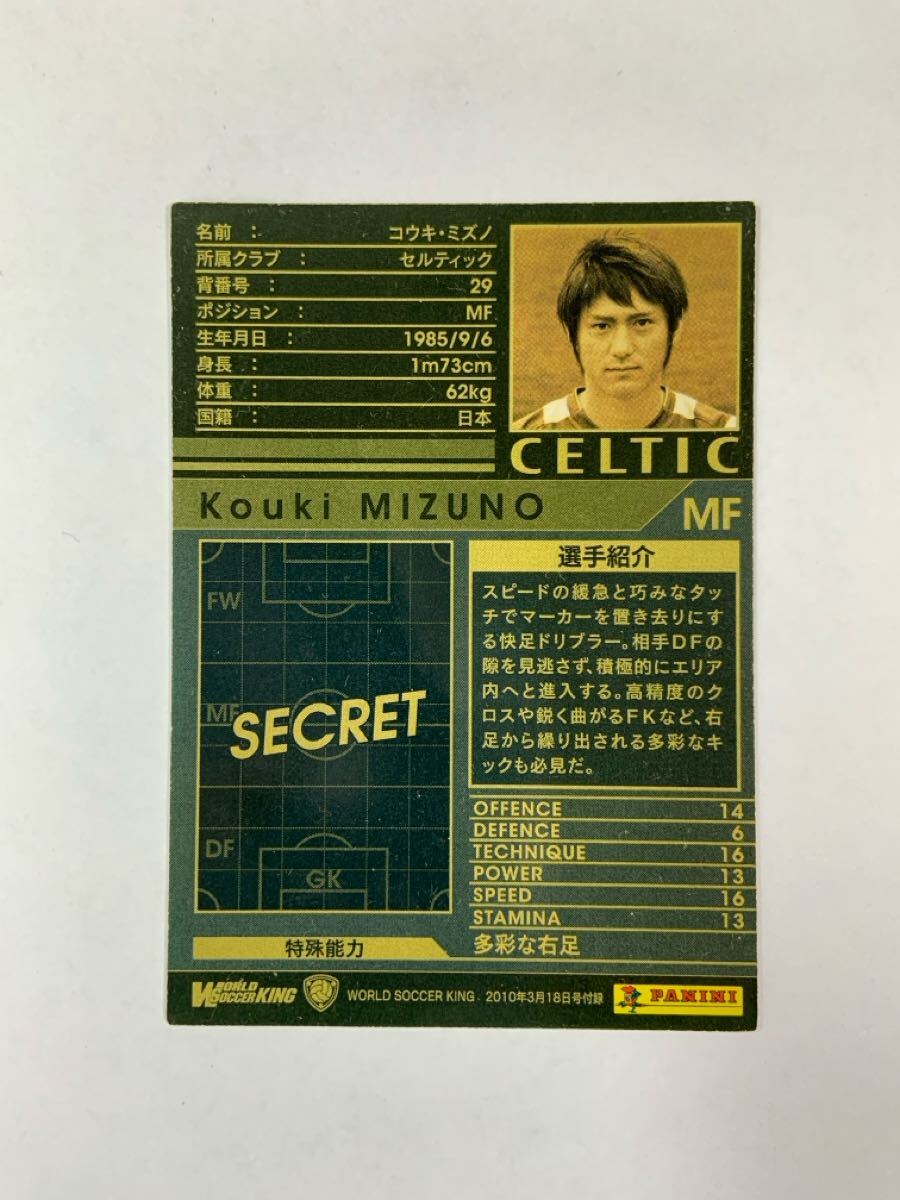 名前 : コウキ・ミズノ
所属クラブ : セルティック
背番号 : 29
ポジション : MF
生年月日 : 1985/9/6
身長 : 1m73cm
体重 : 62kg
国籍 : 日本
CELTIC
Kouki MIZUNO
MF
FW
MF
SECRET
DF
GK
選手紹介
スピードの緩急と巧みなタッ
チでマーカーを置き去りにす
る快足ドリブラー。相手DFの
隙を見逃さず、積極的にエリア
内へと進入する。高精度のク
ロスや鋭く曲がるFKなど、右
足から繰り出される多彩なキ
ックも必見だ。
OFFENCE 14
DEFENCE 6
TECHNIQUE 16
POWER 13
SPEED 16
STAMINA 13
特殊能力 多彩な右足
WORLD SOCCER KING
WORLD SOCCER KING. 2010年3月18日号付録
PANINI